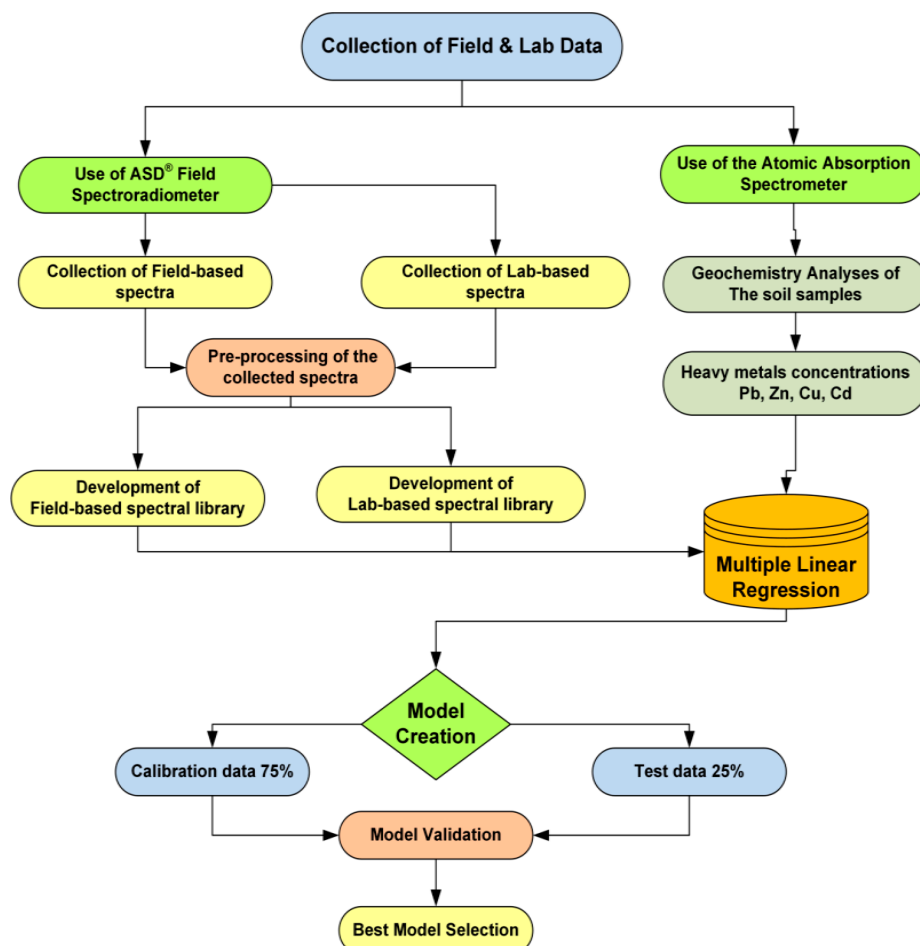 Collection of Field & Lab Data
Use of ASD® Field
Spectroradiometer
Use of the Atomic Absorption
Spectrometer
Collection of Field-based
spectra
Collection of Lab-based
spectra
Geochemistry Analyses of
The soil samples
Pre-processing of the
collected spectra
Heavy metals concentrations
Pb, Zn, Cu, Cd
Development of
Field-based spectral library
Development of
Lab-based spectral library
Multiple Linear
Regression
Model
Creation
Calibration data 75%
Test data 25%
Model Validation
Best Model Selection